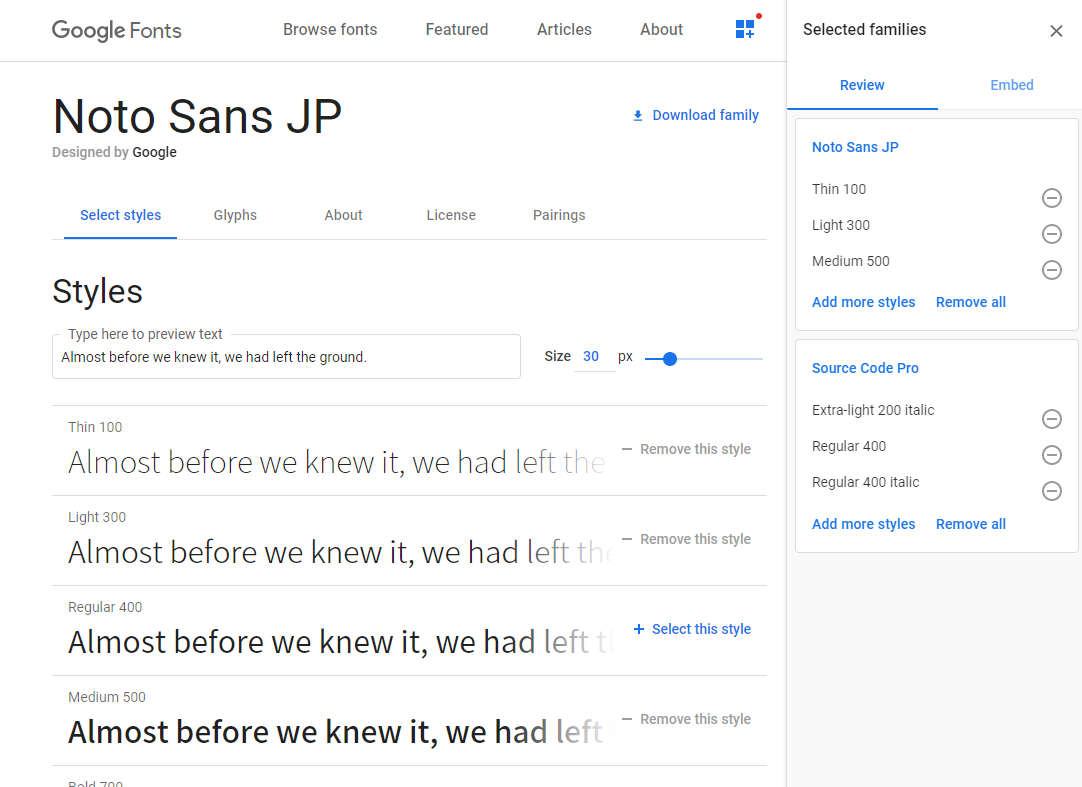 Google Fonts
Browse fonts
Featured
Articles
About
Noto Sans JP
Designed by Google
Download family
Select styles
Glyphs
About
License
Pairings
Styles
Type here to preview text
Almost before we knew it, we had left the ground.
Size 30 px
Thin 100
Almost before we knew it, we had left the
Remove this style
Light 300
Almost before we knew it, we had left the
Remove this style
Regular 400
Almost before we knew it, we had left
Select this style
Medium 500
Almost before we knew it, we had left
Remove this style
Bold 700
Selected families
Review
Embed
Noto Sans JP
Thin 100
Light 300
Medium 500
Add more styles
Remove all
Source Code Pro
Extra-light 200 italic
Regular 400
Regular 400 italic
Add more styles
Remove all